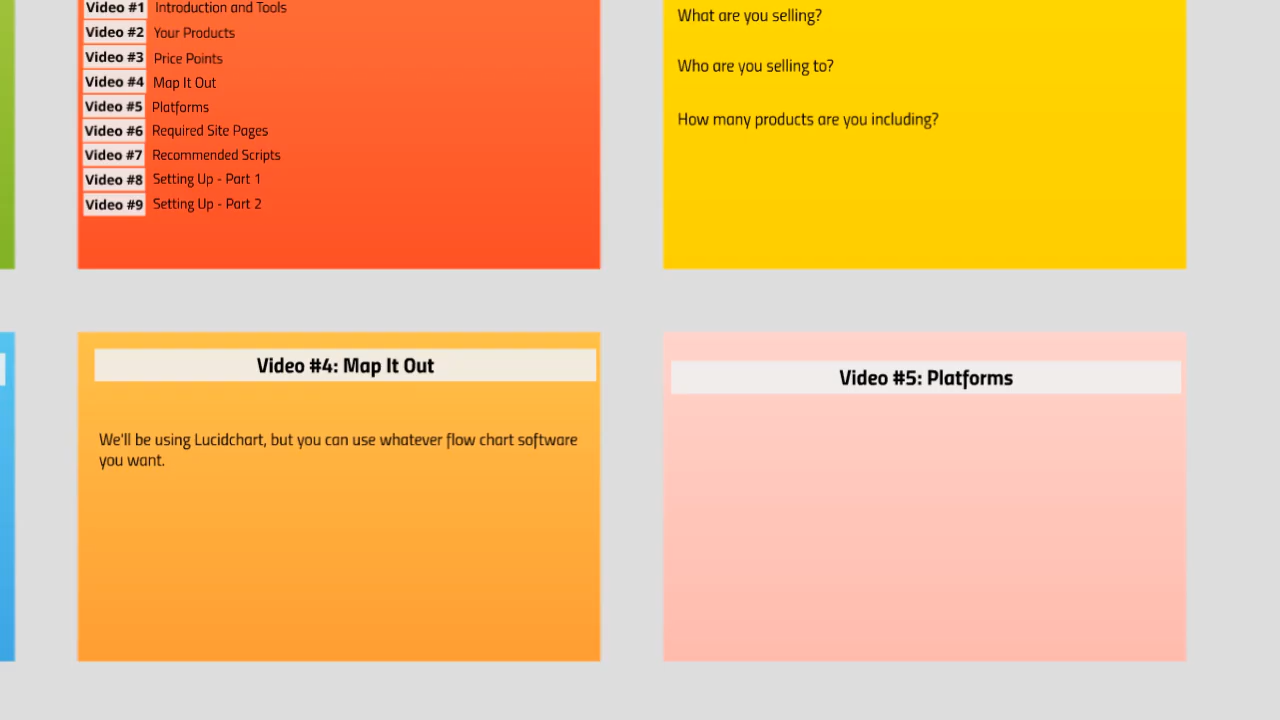 Video #1 Introduction and Tools
Video #2 Your Products
Video #3 Price Points
Video #4 Map It Out
Video #5 Platforms
Video #6 Required Site Pages
Video #7 Recommended Scripts
Video #8 Setting Up - Part 1
Video #9 Setting Up - Part 2
What are you selling?
Who are you selling to?
How many products are you including?
Video #4: Map It Out
We'll be using Lucidchart, but you can use whatever flow chart software
you want.
Video #5: Platforms